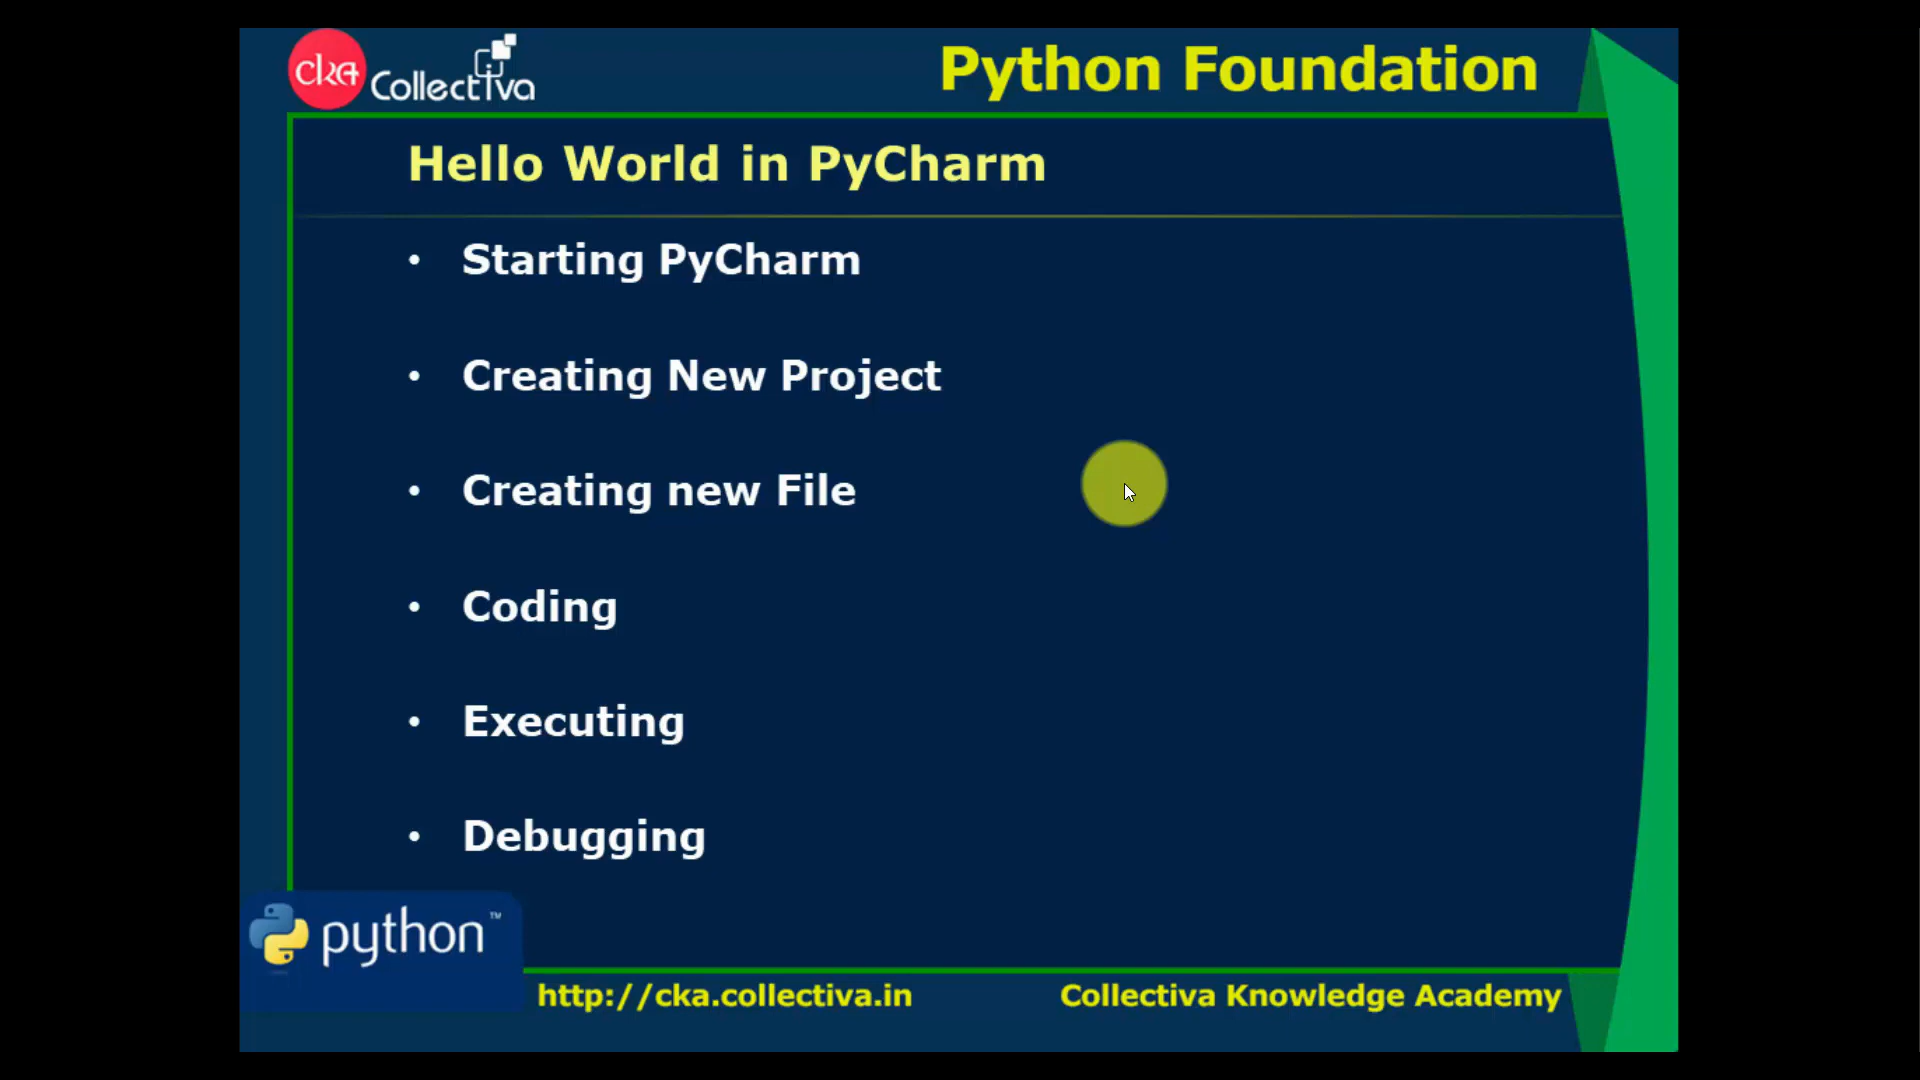 cka Collectiva
Python Foundation
Hello World in PyCharm
• Starting PyCharm
• Creating New Project
• Creating new File
• Coding
• Executing
• Debugging
python™
http://cka.collectiva.in
Collectiva Knowledge Academy